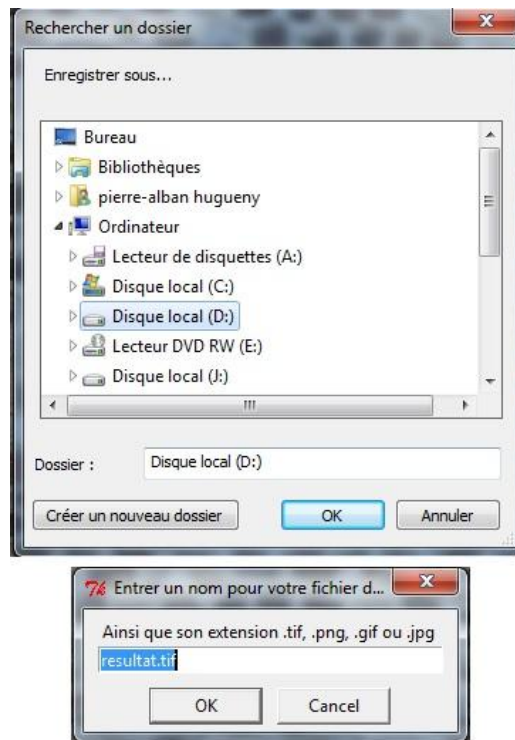 Rechercher un dossier
Enregistrer sous...
Bureau
Bibliothèques
pierre-alban hugueny
Ordinateur
Lecteur de disquettes (A:)
Disque local (C:)
Disque local (D:)
Lecteur DVD RW (E:)
Disque local (J:)
Dossier : Disque local (D:)
Créer un nouveau dossier OK Annuler
Entrer un nom pour votre fichier d...
Ainsi que son extension .tif, .png, .gif ou .jpg
resultat.tif
OK Cancel